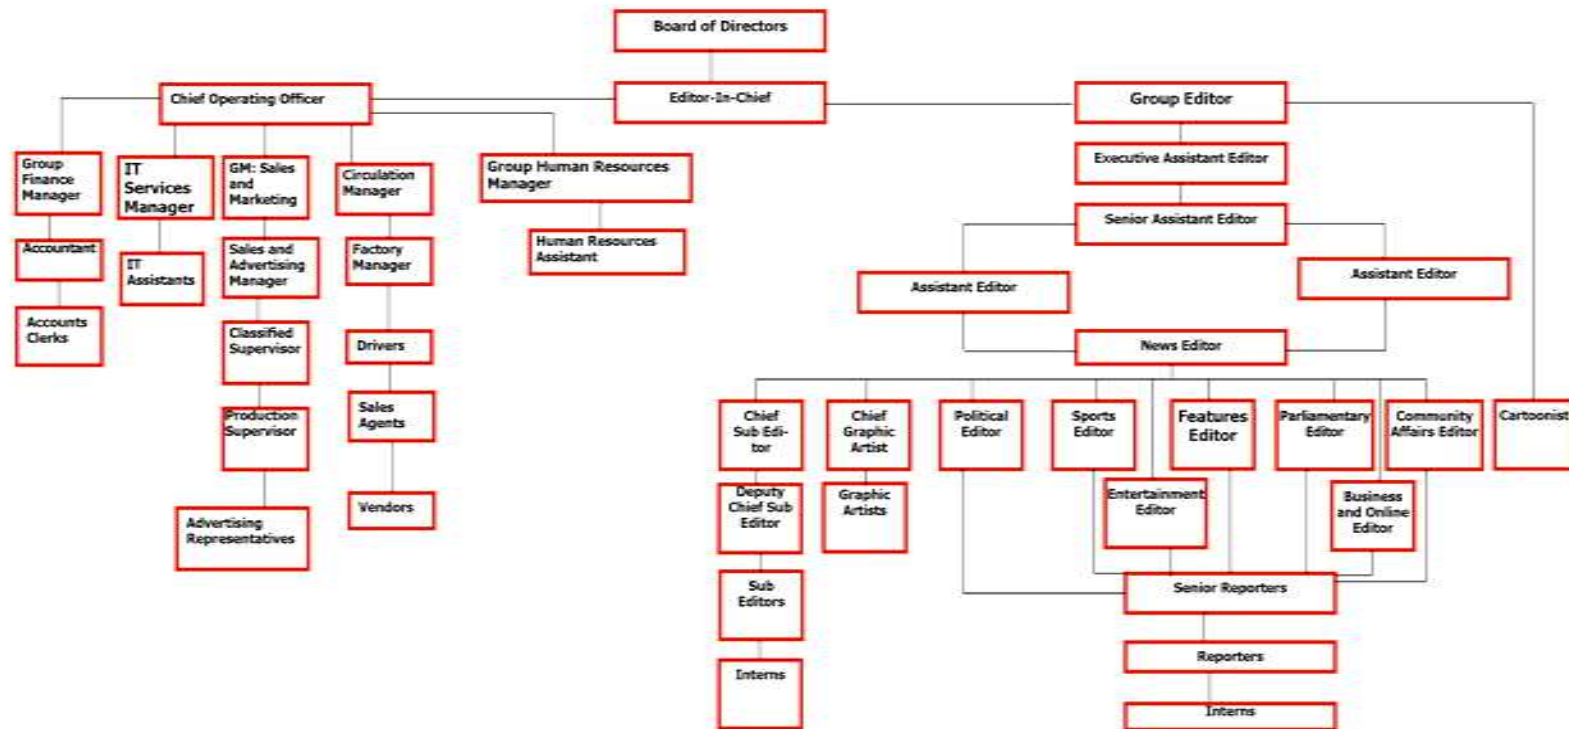 Board of Directors
Chief Operating Officer
Editor-In-Chief
Group Editor
Group
Finance
Manager
IT
Services
Manager
GM: Sales
and
Marketing
Circulation
Manager
Group Human Resources
Manager
Executive Assistant Editor
Senior Assistant Editor
Accountant
IT
Assistants
Sales and
Advertising
Manager
Factory
Manager
Human Resources
Assistant
Assistant Editor
Assistant Editor
Accounts
Clerks
Classified
Supervisor
Drivers
News Editor
Production
Supervisor
Sales
Agents
Chief
Sub Edi-
tor
Chief
Graphic
Artist
Political
Editor
Sports
Editor
Features
Editor
Parliamentary
Editor
Community
Affairs Editor
Cartoonist
Advertising
Representatives
Vendors
Deputy
Chief Sub
Editor
Graphic
Artists
Entertainment
Editor
Business
and Online
Editor
Sub
Editors
Senior Reporters
Interns
Reporters
Interns